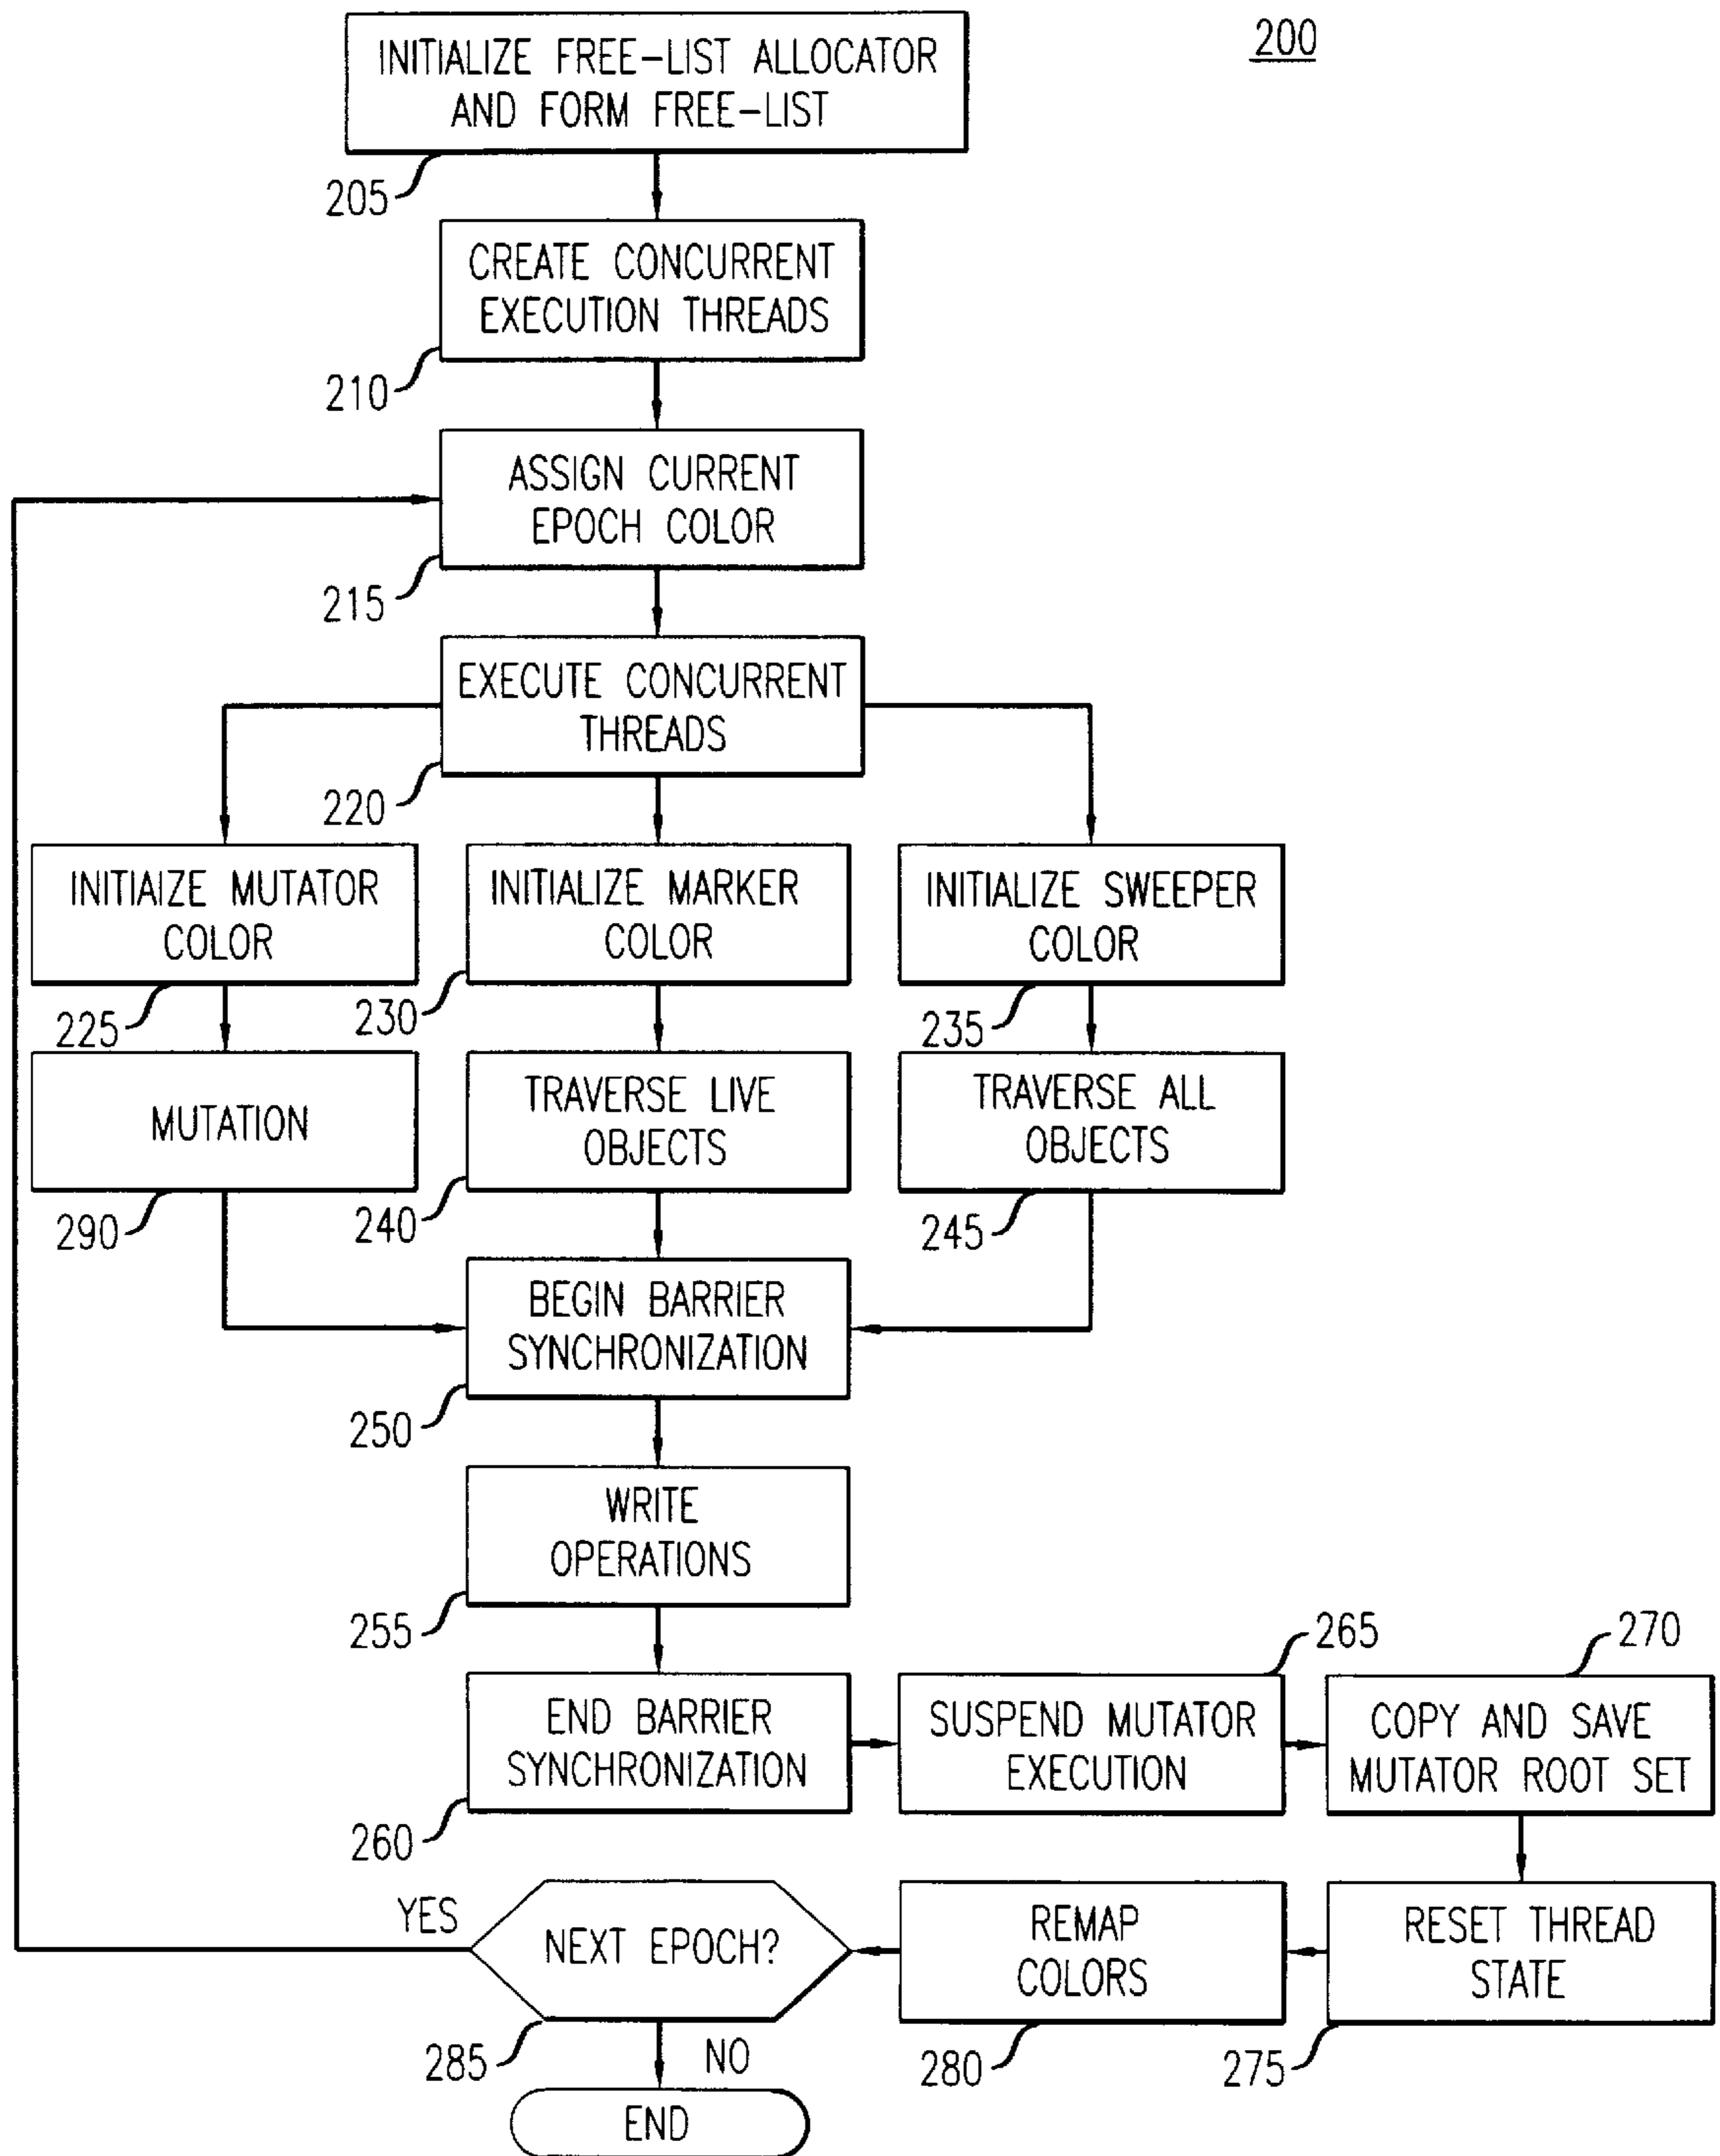 200
INITIALIZE FREE-LIST ALLOCATOR
AND FORM FREE-LIST
205
CREATE CONCURRENT
EXECUTION THREADS
210
ASSIGN CURRENT
EPOCH COLOR
215
EXECUTE CONCURRENT
THREADS
220
INITIAIZE MUTATOR
COLOR
225
INITIALIZE MARKER
COLOR
230
INITIALIZE SWEEPER
COLOR
235
MUTATION
290
TRAVERSE LIVE
OBJECTS
240
TRAVERSE ALL
OBJECTS
245
BEGIN BARRIER
SYNCHRONIZATION
250
WRITE
OPERATIONS
255
END BARRIER
SYNCHRONIZATION
260
SUSPEND MUTATOR
EXECUTION
265
COPY AND SAVE
MUTATOR ROOT SET
270
RESET THREAD
STATE
275
REMAP
COLORS
280
NEXT EPOCH?
285
YES
NO
END